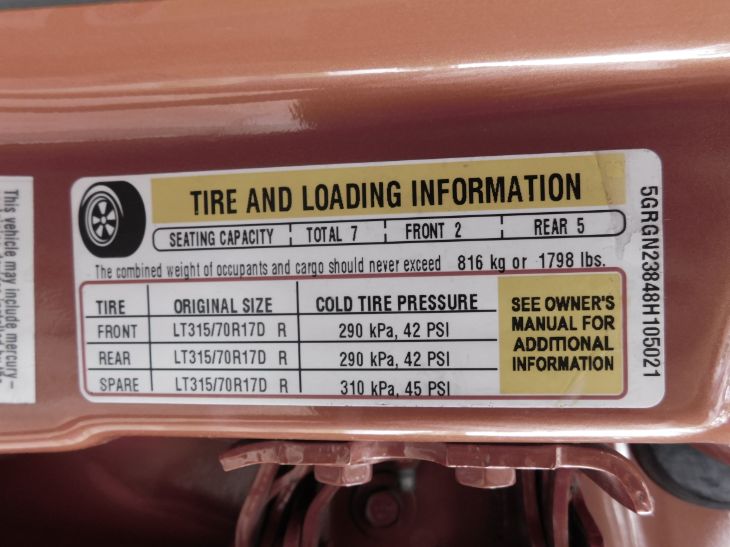 TIRE AND LOADING INFORMATION
SEATING CAPACITY TOTAL 7 FRONT 2 REAR 5
The combined weight of occupants and cargo should never exceed 816 kg or 1798 lbs.
TIRE ORIGINAL SIZE COLD TIRE PRESSURE
FRONT LT315/70R17D R 290 kPa, 42 PSI
REAR LT315/70R17D R 290 kPa, 42 PSI
SPARE LT315/70R17D R 310 kPa, 45 PSI
SEE OWNER'S
MANUAL FOR
ADDITIONAL
INFORMATION
5GRGN23848H105021
This vehicle may include mercury-